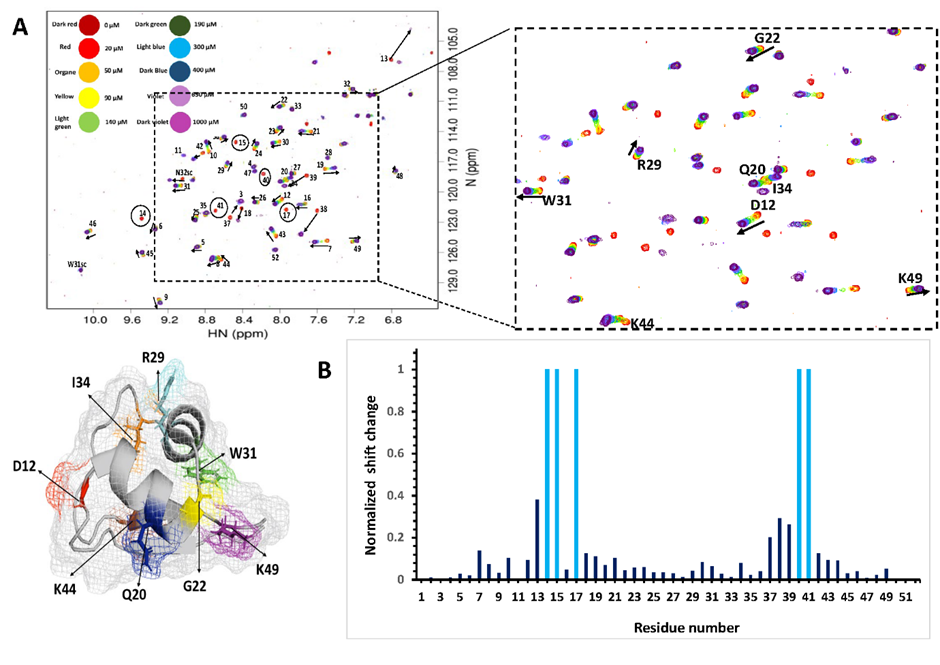 A
Dark red 0 µM Dark green 190 µM
Red 20 µM Light blue 300 µM
Organe 50 µM Dark Blue 400 µM
Yellow 90 µM Violet 650 µM
Light green 140 µM Dark violet 1000 µM
13
32
22
33
50
23
21
30
42
10
15
24
11
28
29
4
47
27
19
48
N32sc
31
40
20
39
3
26
12
16
35
41
25
37
18
17
38
14
46
6
43
5
45
8
44
52
49
W31sc
9
105.0
108.0
111.0
114.0
117.0
120.0
123.0
126.0
129.0
N (ppm)
10.0 9.6 9.2 8.8 8.4 8.0 7.6 7.2 6.8
HN (ppm)
G22
R29
Q20
I34
W31
D12
K49
K44
R29
I34
W31
D12
K44
Q20
G22
K49
B
Normalized shift change
1
0.8
0.6
0.4
0.2
0
1 3 5 7 9 11 13 15 17 19 21 23 25 27 29 31 33 35 37 39 41 43 45 47 49 51
Residue number